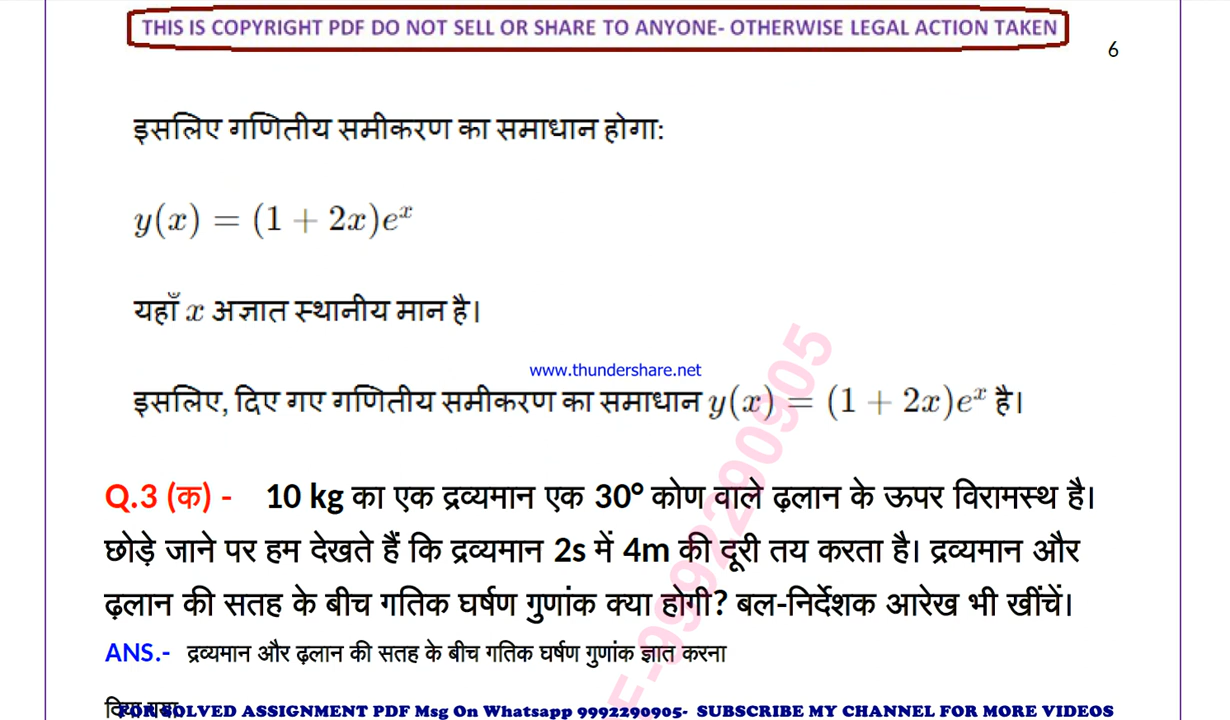 THIS IS COPYRIGHT PDF DO NOT SELL OR SHARE TO ANYONE- OTHERWISE LEGAL ACTION TAKEN
6
इसलिए गणितीय समीकरण का समाधान होगा:
y(x) = (1 + 2x)eˣ
यहाँ x अज्ञात स्थानीय मान है।
www.thundershare.net
इसलिए, दिए गए गणितीय समीकरण का समाधान y(x) = (1 + 2x)eˣ है।
Q.3 (क) - 10 kg का एक द्रव्यमान एक 30° कोण वाले ढ़लान के ऊपर विरामस्थ है।
छोड़े जाने पर हम देखते हैं कि द्रव्यमान 2s में 4m की दूरी तय करता है। द्रव्यमान और
ढ़लान की सतह के बीच गतिक घर्षण गुणांक क्या होगी? बल-निर्देशक आरेख भी खींचें।
ANS.- द्रव्यमान और ढ़लान की सतह के बीच गतिक घर्षण गुणांक ज्ञात करना
FOR SOLVED ASSIGNMENT PDF Msg On Whatsapp 9992290905- SUBSCRIBE MY CHANNEL FOR MORE VIDEOS
E-9992290905